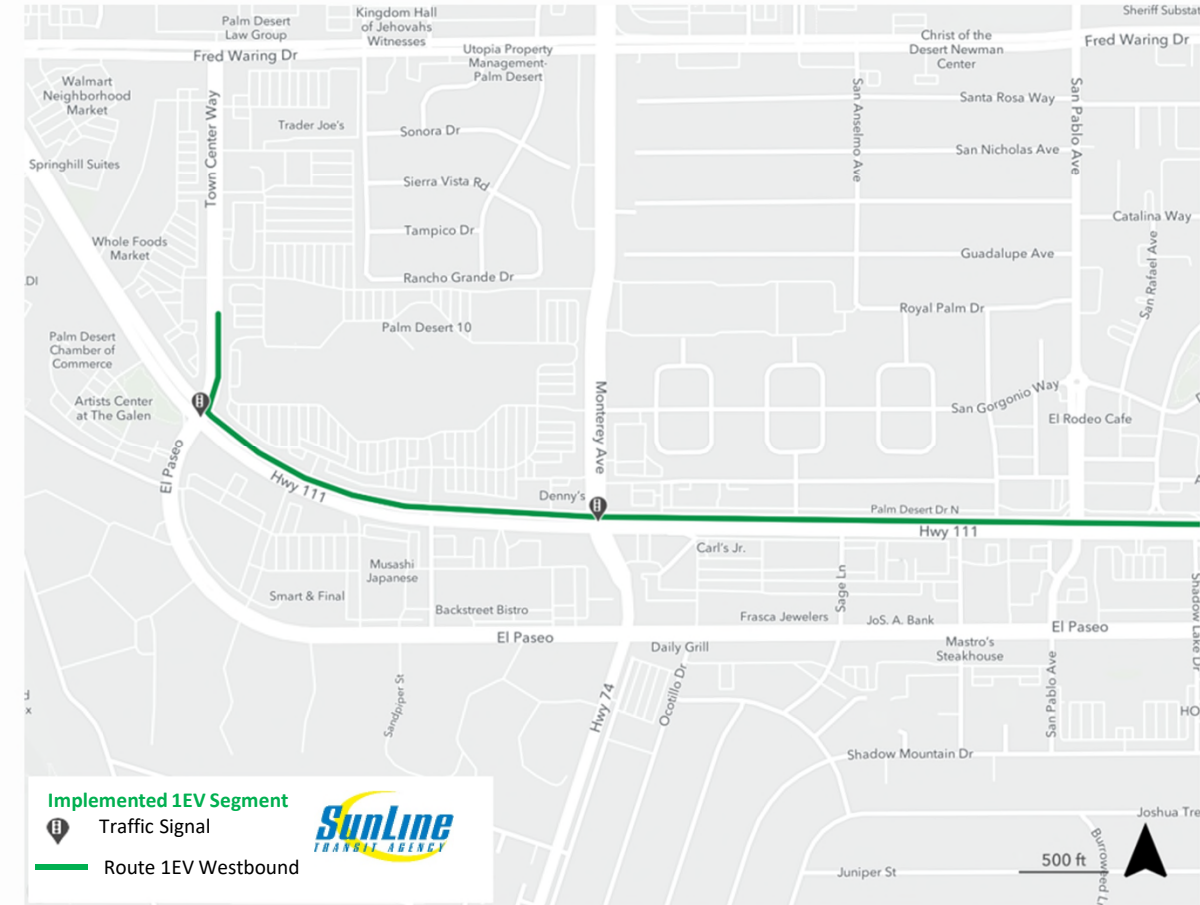 Palm Desert
Law Group
Kingdom Hall
of Jehovahs
Witnesses
Sheriff Substat
Fred Waring Dr
Utopia Property
Management-
Palm Desert
Christ of the
Desert Newman
Center
Fred Waring Dr
Walmart
Neighborhood
Market
Town Center Way
Trader Joe's
Sonora Dr
San Anselmo Ave
Santa Rosa Way
San Pablo Ave
San Nicholas Ave
Springhill Suites
Sierra Vista Rd
Catalina Way
Tampico Dr
Whole Foods
Market
Guadalupe Ave
San Rafael Ave
DI
Rancho Grande Dr
Royal Palm Dr
Palm Desert 10
Palm Desert
Chamber of
Commerce
Artists Center
at The Galen
Monterey Ave
San Gorgonio Way
El Rodeo Cafe
El Paseo
Hwy 111
Denny's
Palm Desert Dr N
Hwy 111
Carl's Jr.
Musashi
Japanese
Sage Ln
Shadow Lake Dr
Smart & Final
Backstreet Bistro
Frasca Jewelers
JoS. A. Bank
El Paseo
El Paseo
Daily Grill
Mastro's
Steakhouse
Sandpiper St
Hwy 74
Ocotillo Dr
San Pablo Ave
HO
d
x
Shadow Mountain Dr
Implemented 1EV Segment
Traffic Signal
Route 1EV Westbound
SunLine
TRANSIT AGENCY
Joshua Tre
Burroweed L
500 ft
Juniper St